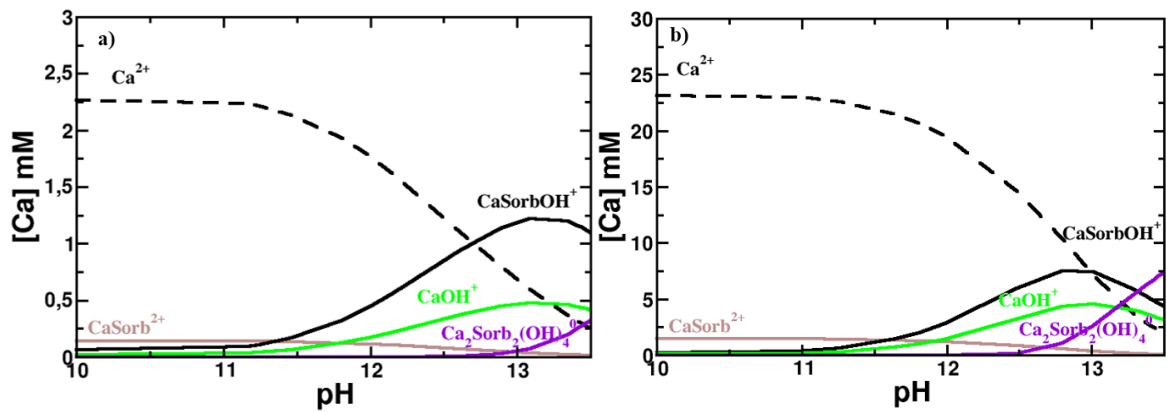 a)
3
2,5
2
1,5
1
0,5
0
[Ca] mM
Ca2+
CaSorbOH+
CaOH+
CaSorb2+
Ca2Sorb2(OH)40
10 11 12 13
pH
b)
30
25
20
15
10
5
0
[Ca] mM
Ca2+
CaSorbOH+
CaOH+
CaSorb2+
Ca2Sorb2(OH)40
10 11 12 13
pH